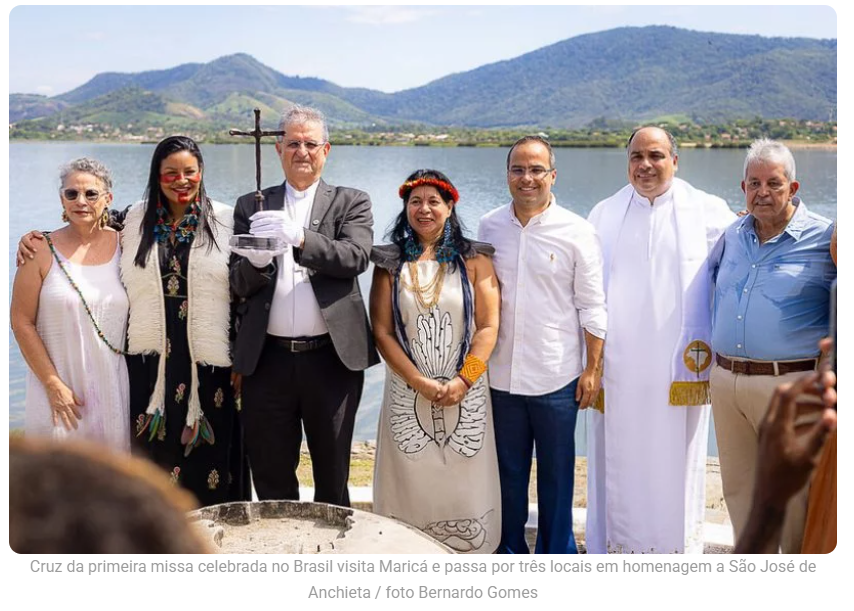 Cruz da primeira missa celebrada no Brasil visita Maricá e passa por três locais em homenagem a São José de
Anchieta / foto Bernardo Gomes